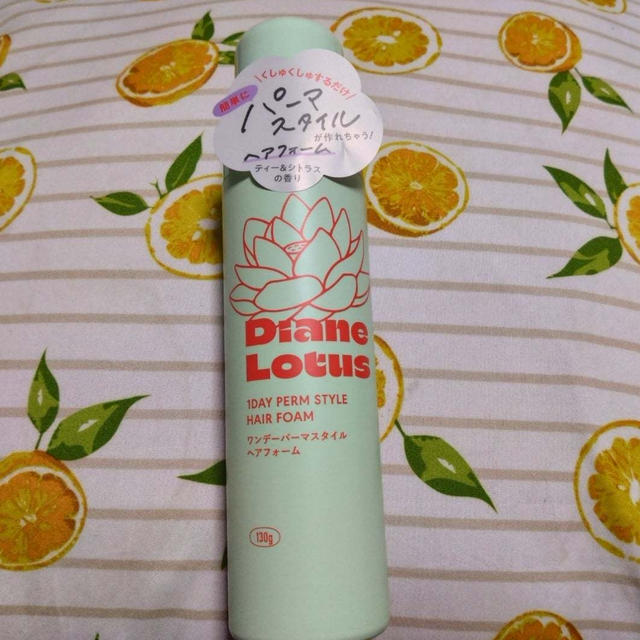 くしゅくしゅするだけ
簡単に
パーマ
スタイル
が作れちゃう!
ヘアフォーム
ティー&シトラス
の香り
Diane
Lotus
1DAY PERM STYLE
HAIR FOAM
ワンデーパーマスタイル
ヘアフォーム
130g